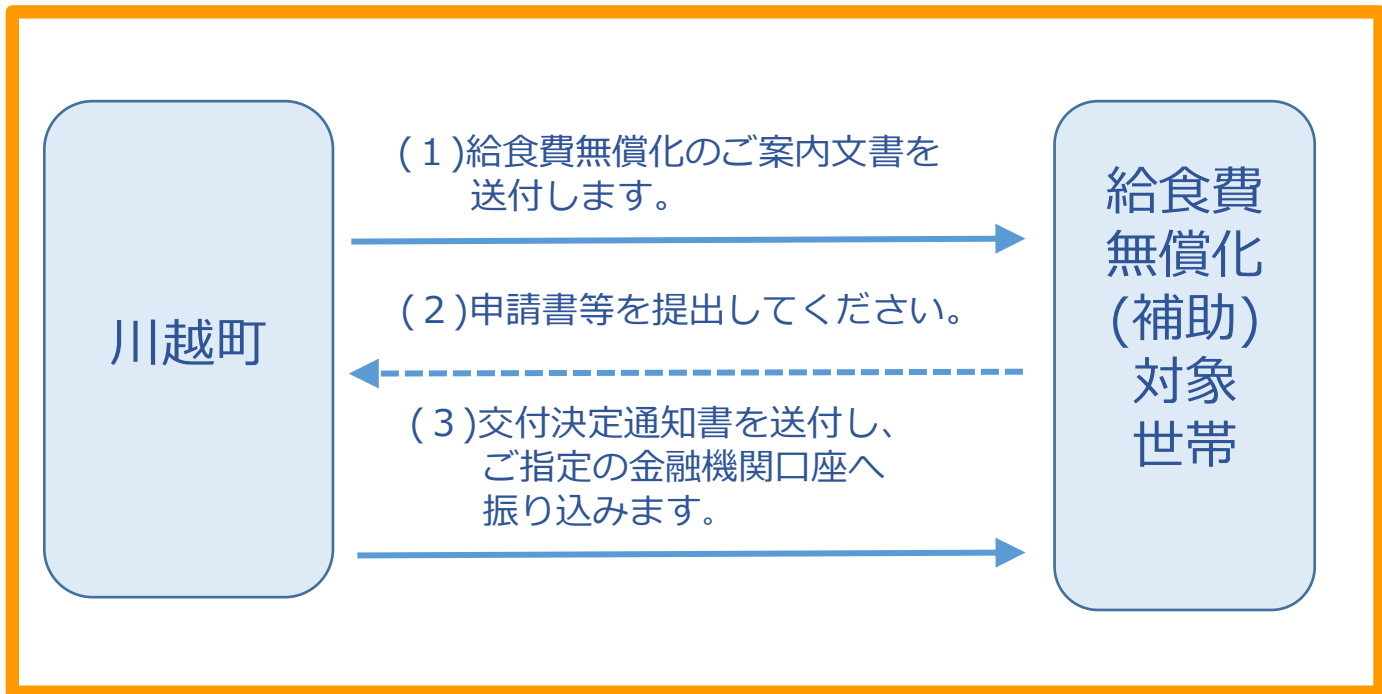 川越町
(１)給食費無償化のご案内文書を
送付します。
(２)申請書等を提出してください。
(３)交付決定通知書を送付し、
ご指定の金融機関口座へ
振り込みます。
給食費
無償化
(補助)
対象
世帯